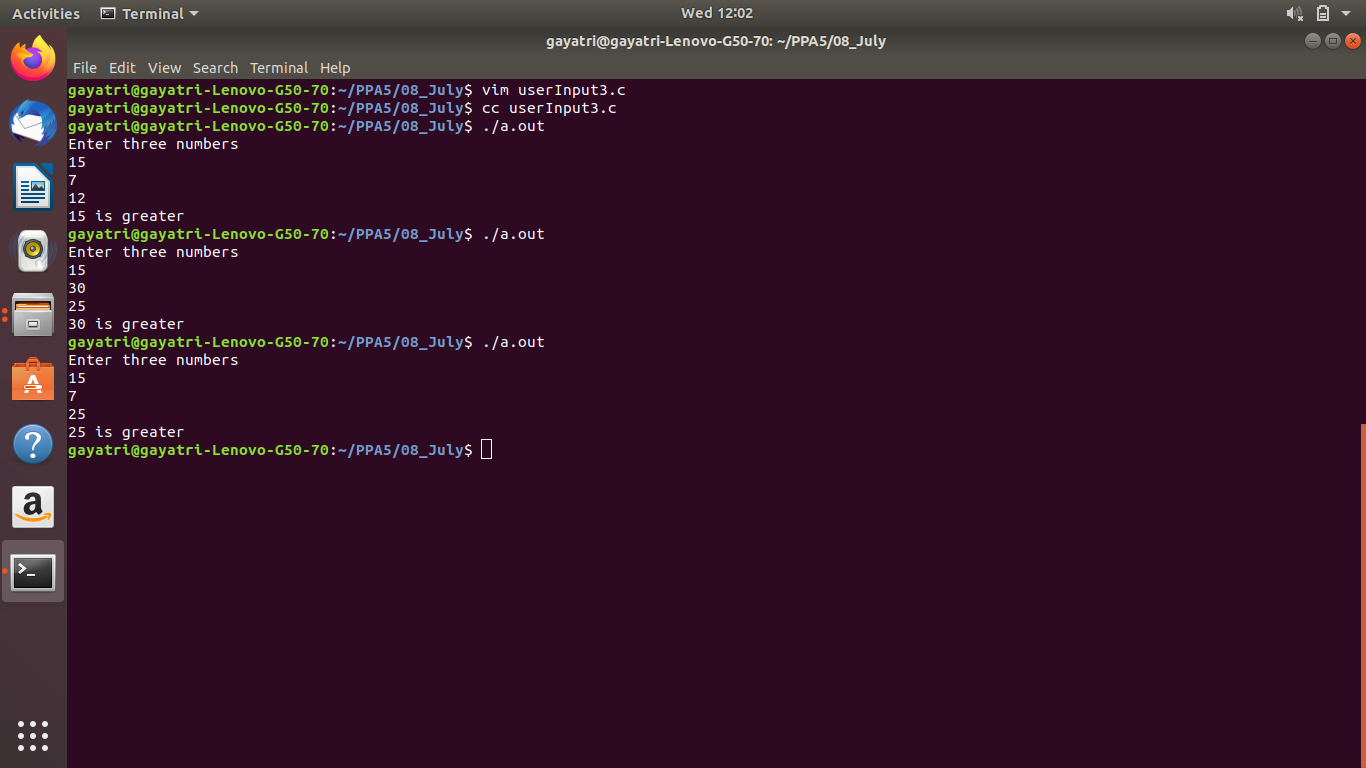 Activities Terminal Wed 12:02
gayatri@gayatri-Lenovo-G50-70: ~/PPA5/08_July
File Edit View Search Terminal Help
gayatri@gayatri-Lenovo-G50-70:~/PPA5/08_July$ vim userInput3.c
gayatri@gayatri-Lenovo-G50-70:~/PPA5/08_July$ cc userInput3.c
gayatri@gayatri-Lenovo-G50-70:~/PPA5/08_July$ ./a.out
Enter three numbers
15
7
12
15 is greater
gayatri@gayatri-Lenovo-G50-70:~/PPA5/08_July$ ./a.out
Enter three numbers
15
30
25
30 is greater
gayatri@gayatri-Lenovo-G50-70:~/PPA5/08_July$ ./a.out
Enter three numbers
15
7
25
25 is greater
gayatri@gayatri-Lenovo-G50-70:~/PPA5/08_July$